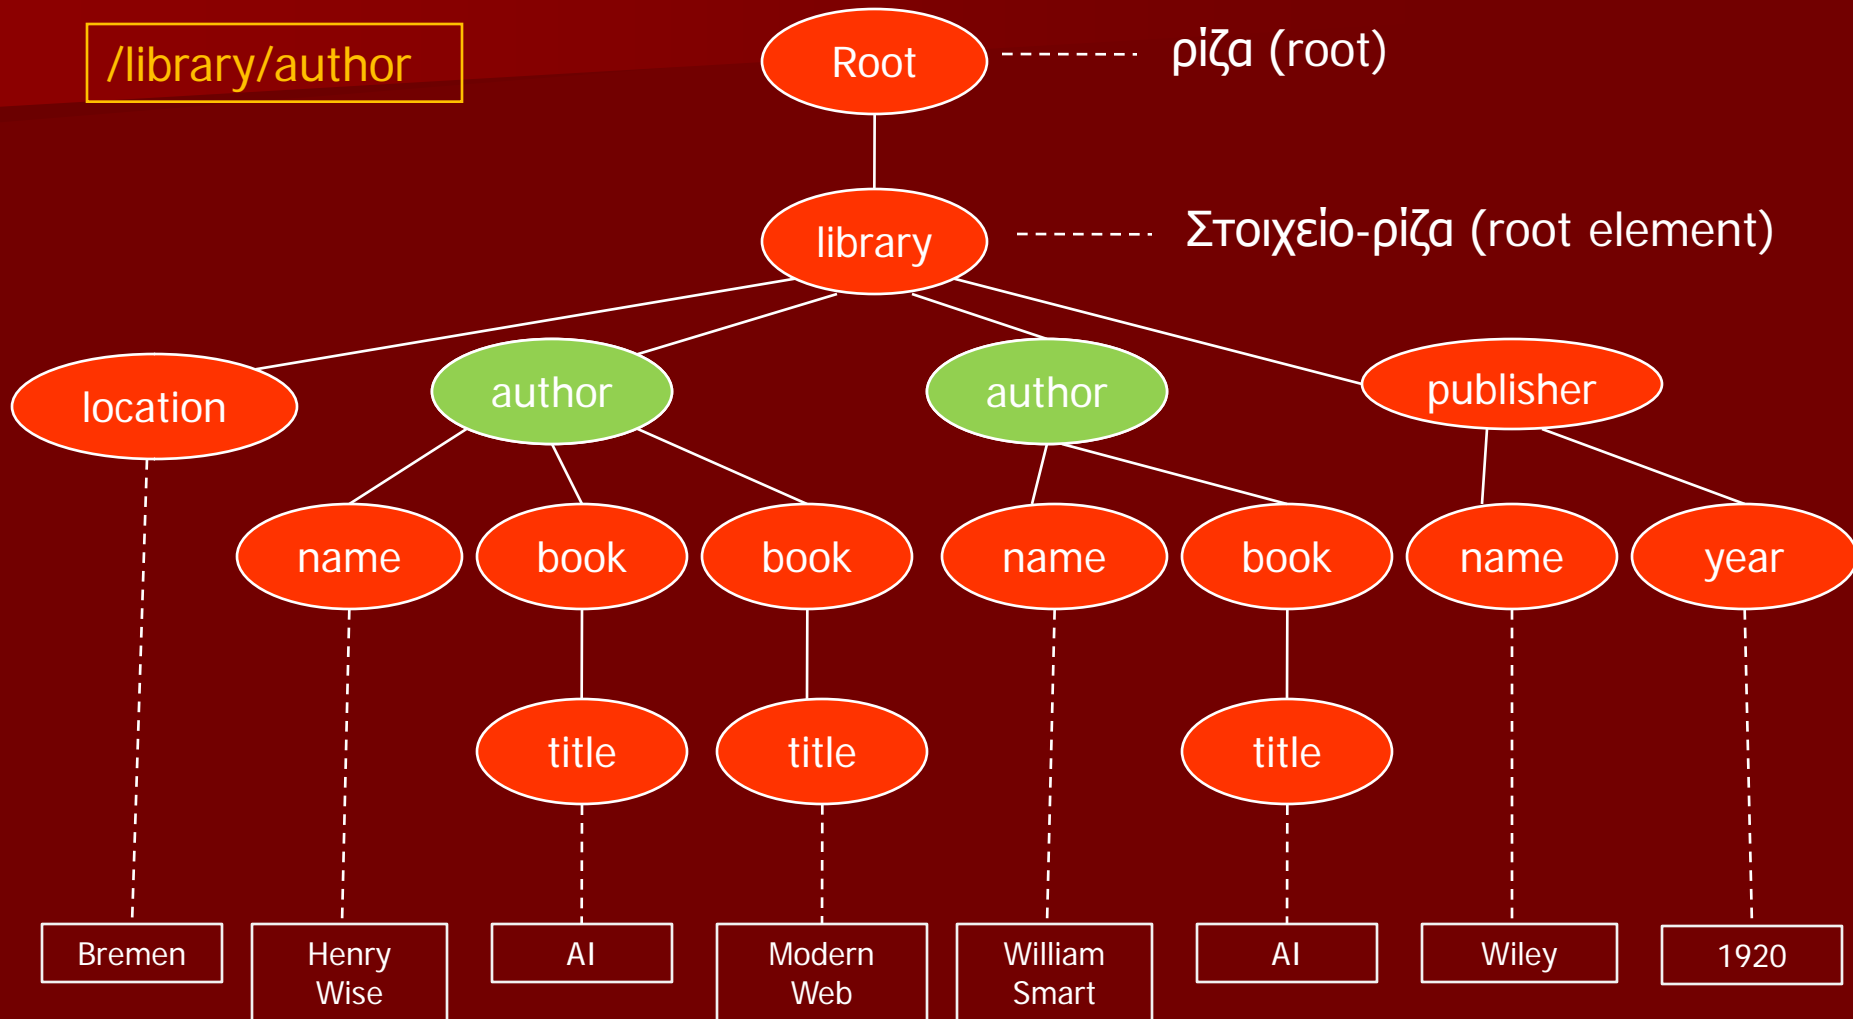 /library/author
Root
ρίζα (root)
library
Στοιχείο-ρίζα (root element)
location
author
author
publisher
name
book
book
name
book
name
year
title
title
title
Bremen
Henry
Wise
AI
Modern
Web
William
Smart
AI
Wiley
1920